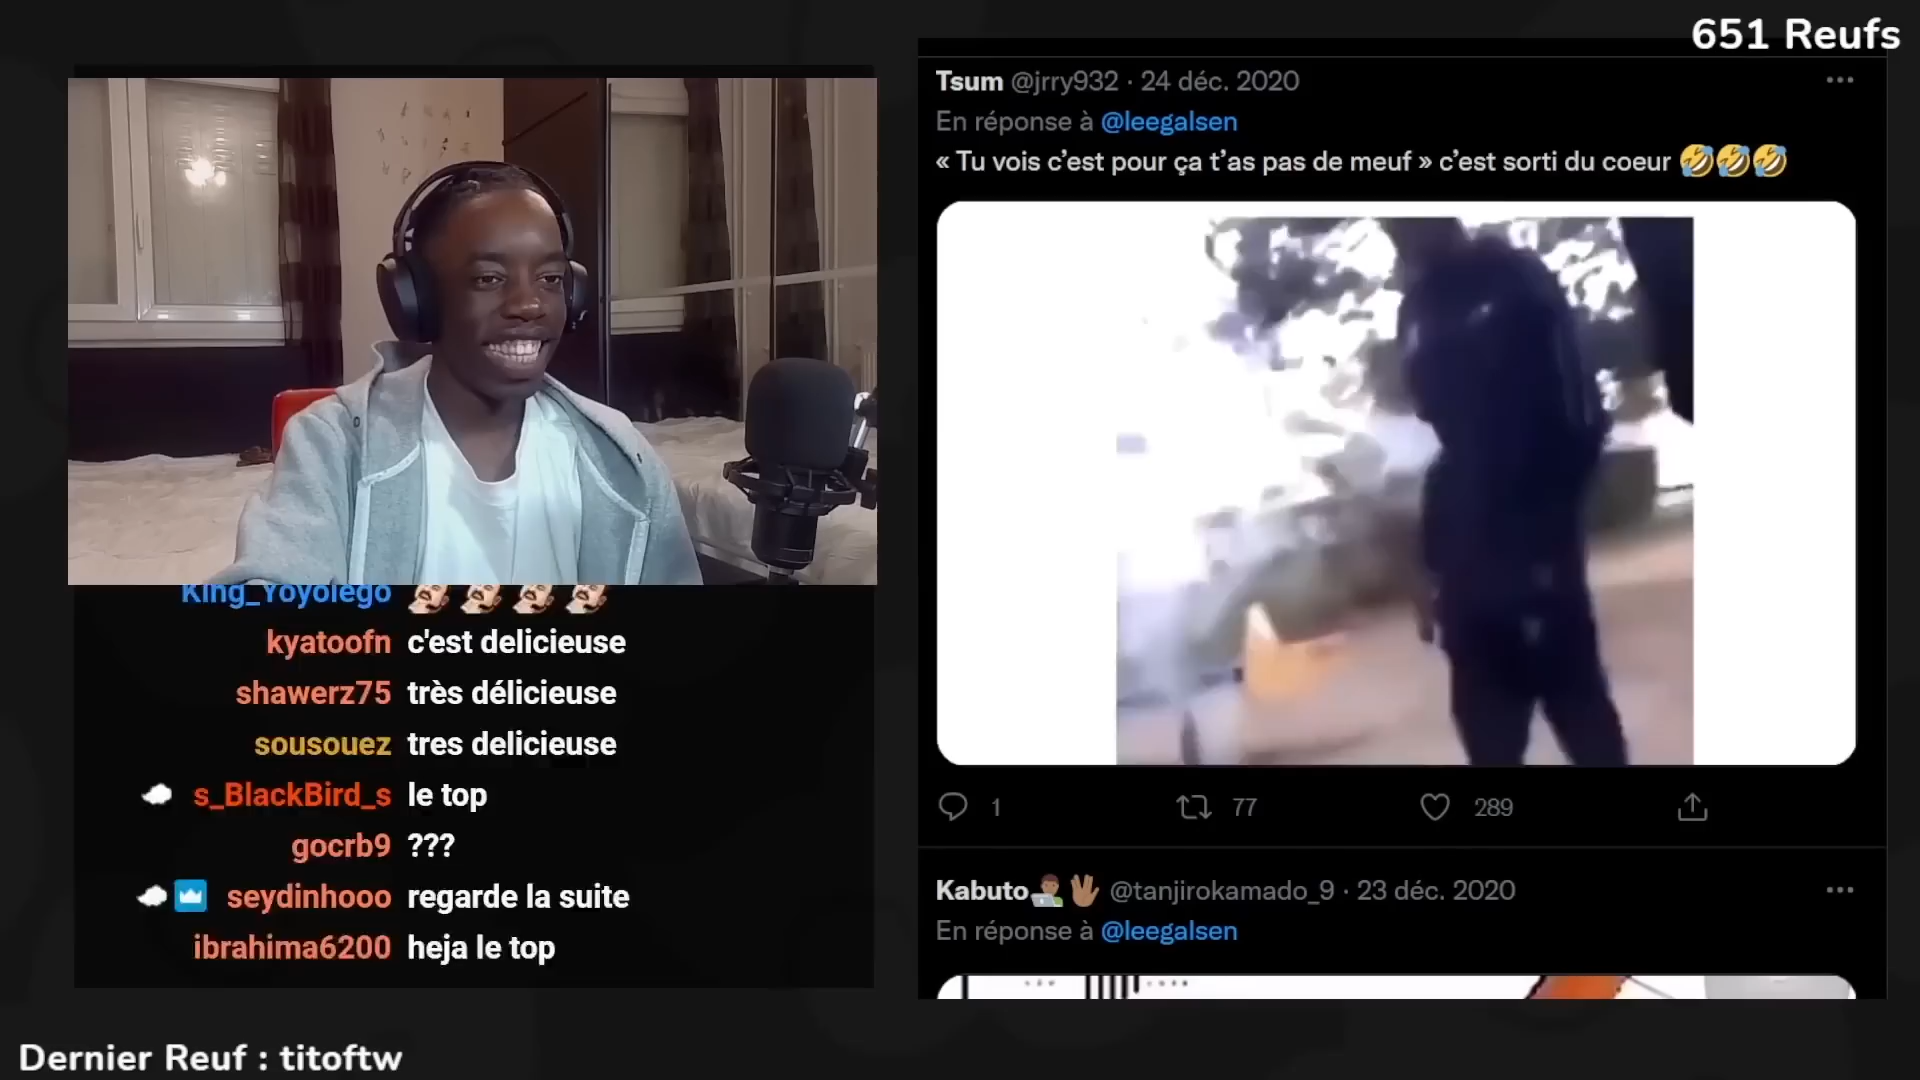 651 Reufs
Tsum @jrry932 · 24 déc. 2020
En réponse à @leegalsen
« Tu vois c’est pour ça t’as pas de meuf » c’est sorti du coeur 🤣🤣🤣
1 77 289
Kabuto👨🏽‍💻🖖🏽 @tanjirokamado_9 · 23 déc. 2020
En réponse à @leegalsen
King_Yoyolego
kyatoofn c'est delicieuse
shawerz75 très délicieuse
sousouez tres delicieuse
s_BlackBird_s le top
gocrb9 ???
seydinhooo regarde la suite
ibrahima6200 heja le top
Dernier Reuf : titoftw